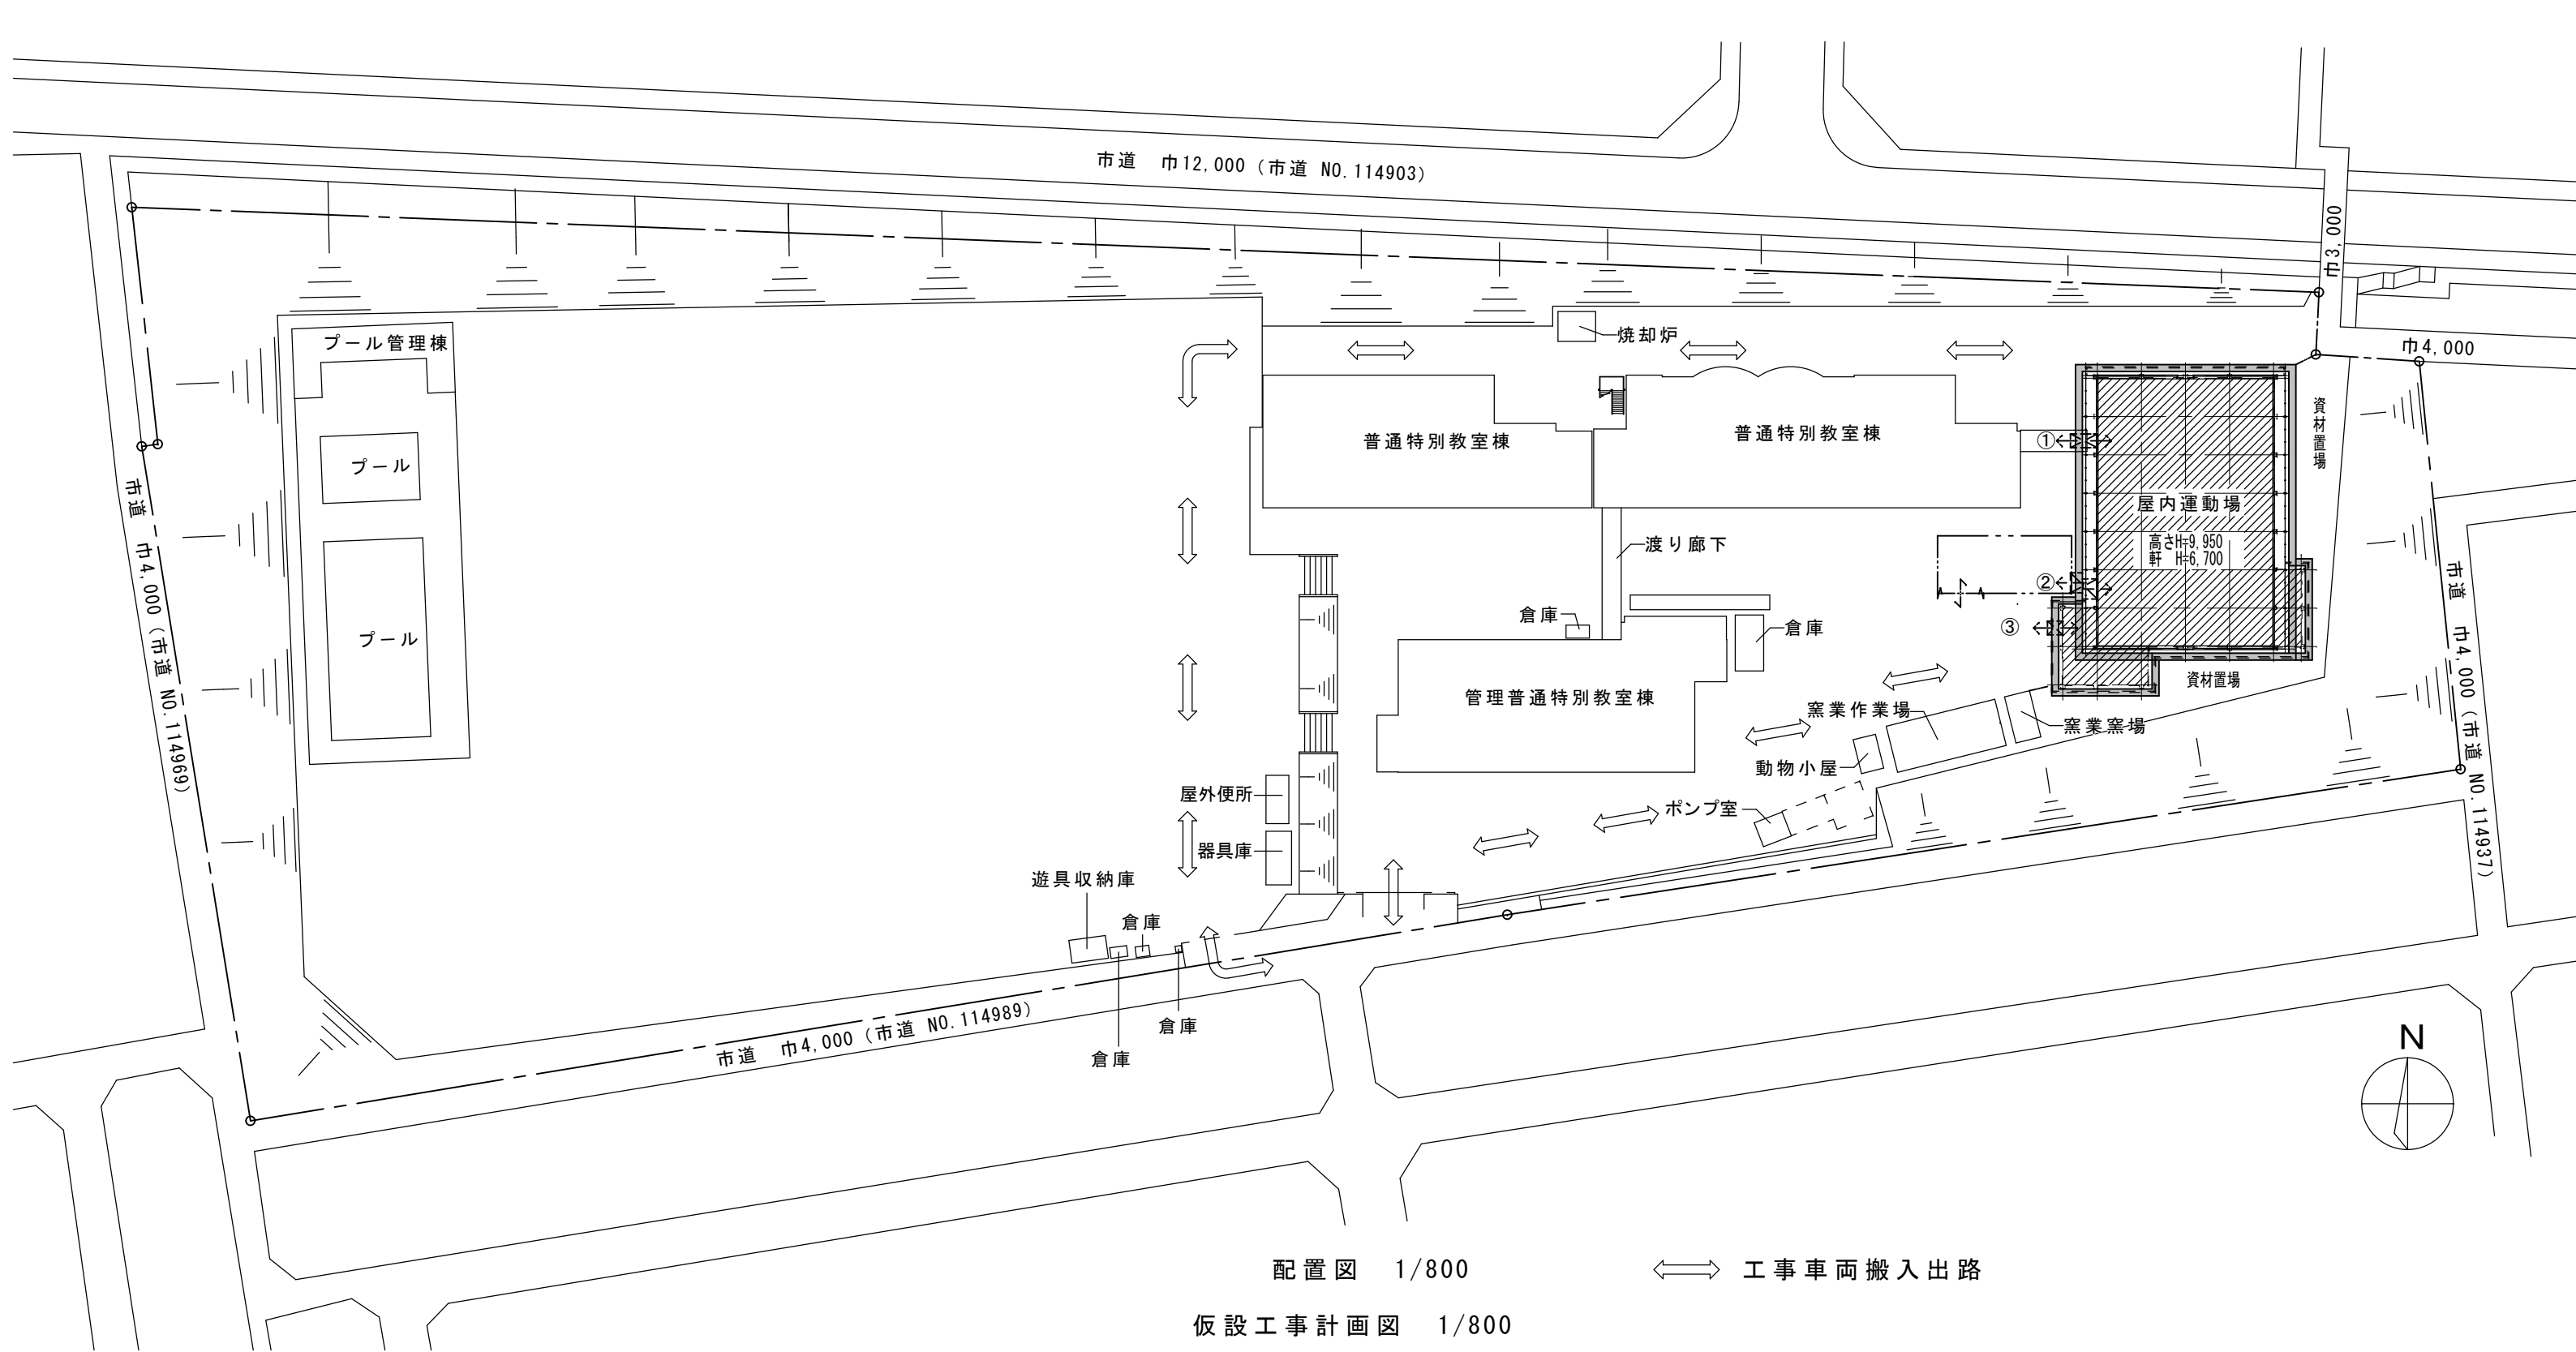 市道 巾12,000（市道 NO.114903）
巾3,000
巾4,000
プール管理棟
焼却炉
資材置場
プール
普通特別教室棟
普通特別教室棟
①
市道 巾4,000（市道 NO.114969）
屋内運動場
高さH=9,950
軒 H=6,700
渡り廊下
②
市道 巾4,000（市道 NO.114937）
倉庫
倉庫
③
プール
管理普通特別教室棟
資材置場
窯業作業場
窯業窯場
動物小屋
屋外便所
ポンプ室
器具庫
遊具収納庫
倉庫
倉庫
倉庫
市道 巾4,000（市道 NO.114989）
N
配置図 1/800
工事車両搬入出路
仮設工事計画図 1/800